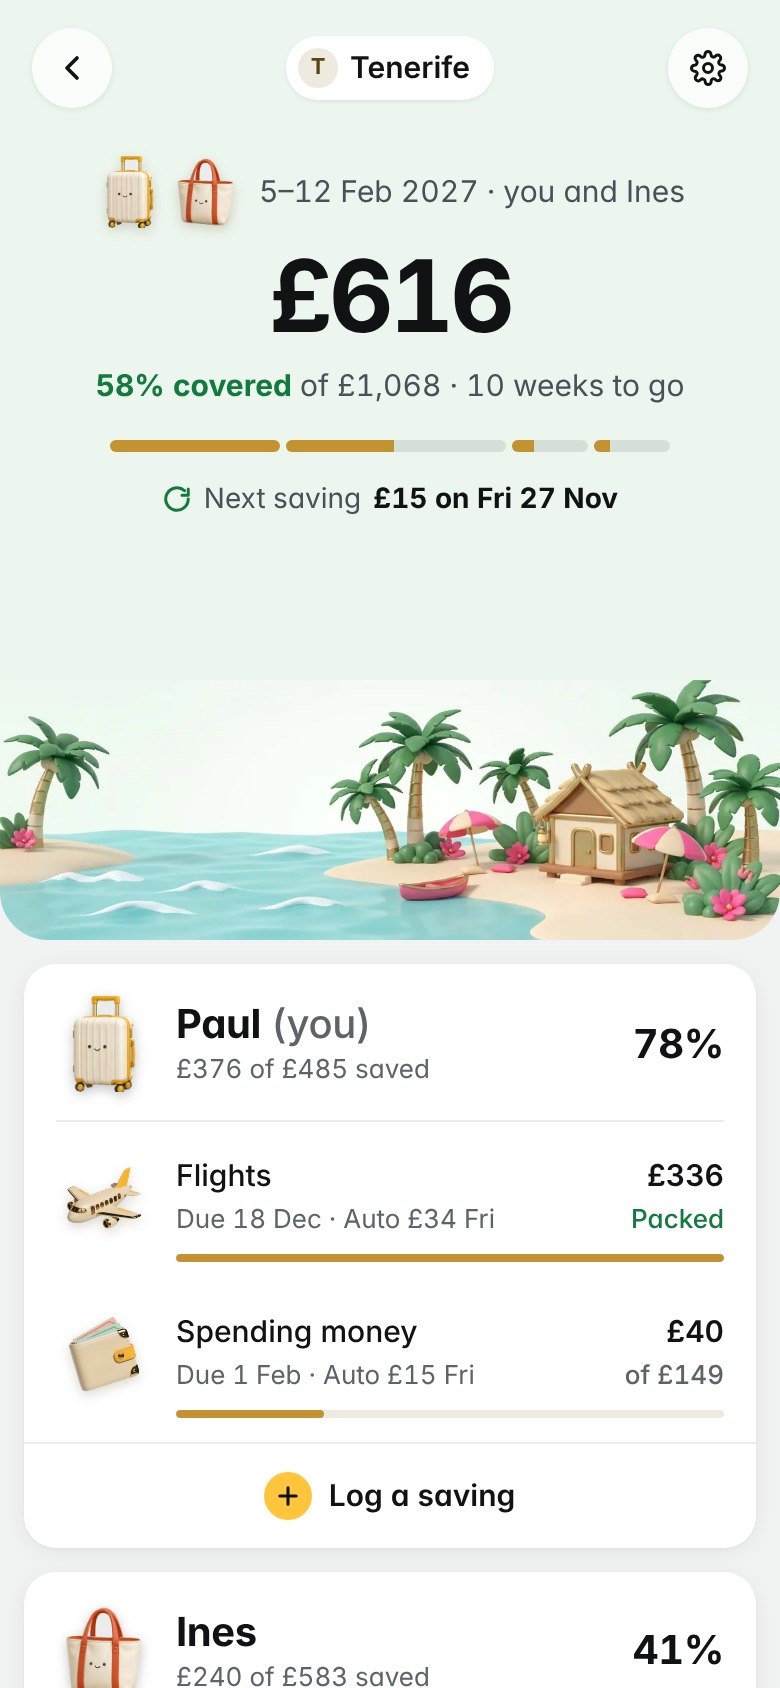 T Tenerife
5–12 Feb 2027 · you and Ines
£616
58% covered of £1,068 · 10 weeks to go
Next saving £15 on Fri 27 Nov
Paul (you)
£376 of £485 saved
78%
Flights
£336
Due 18 Dec · Auto £34 Fri
Packed
Spending money
£40
Due 1 Feb · Auto £15 Fri
of £149
Log a saving
Ines
£240 of £583 saved
41%